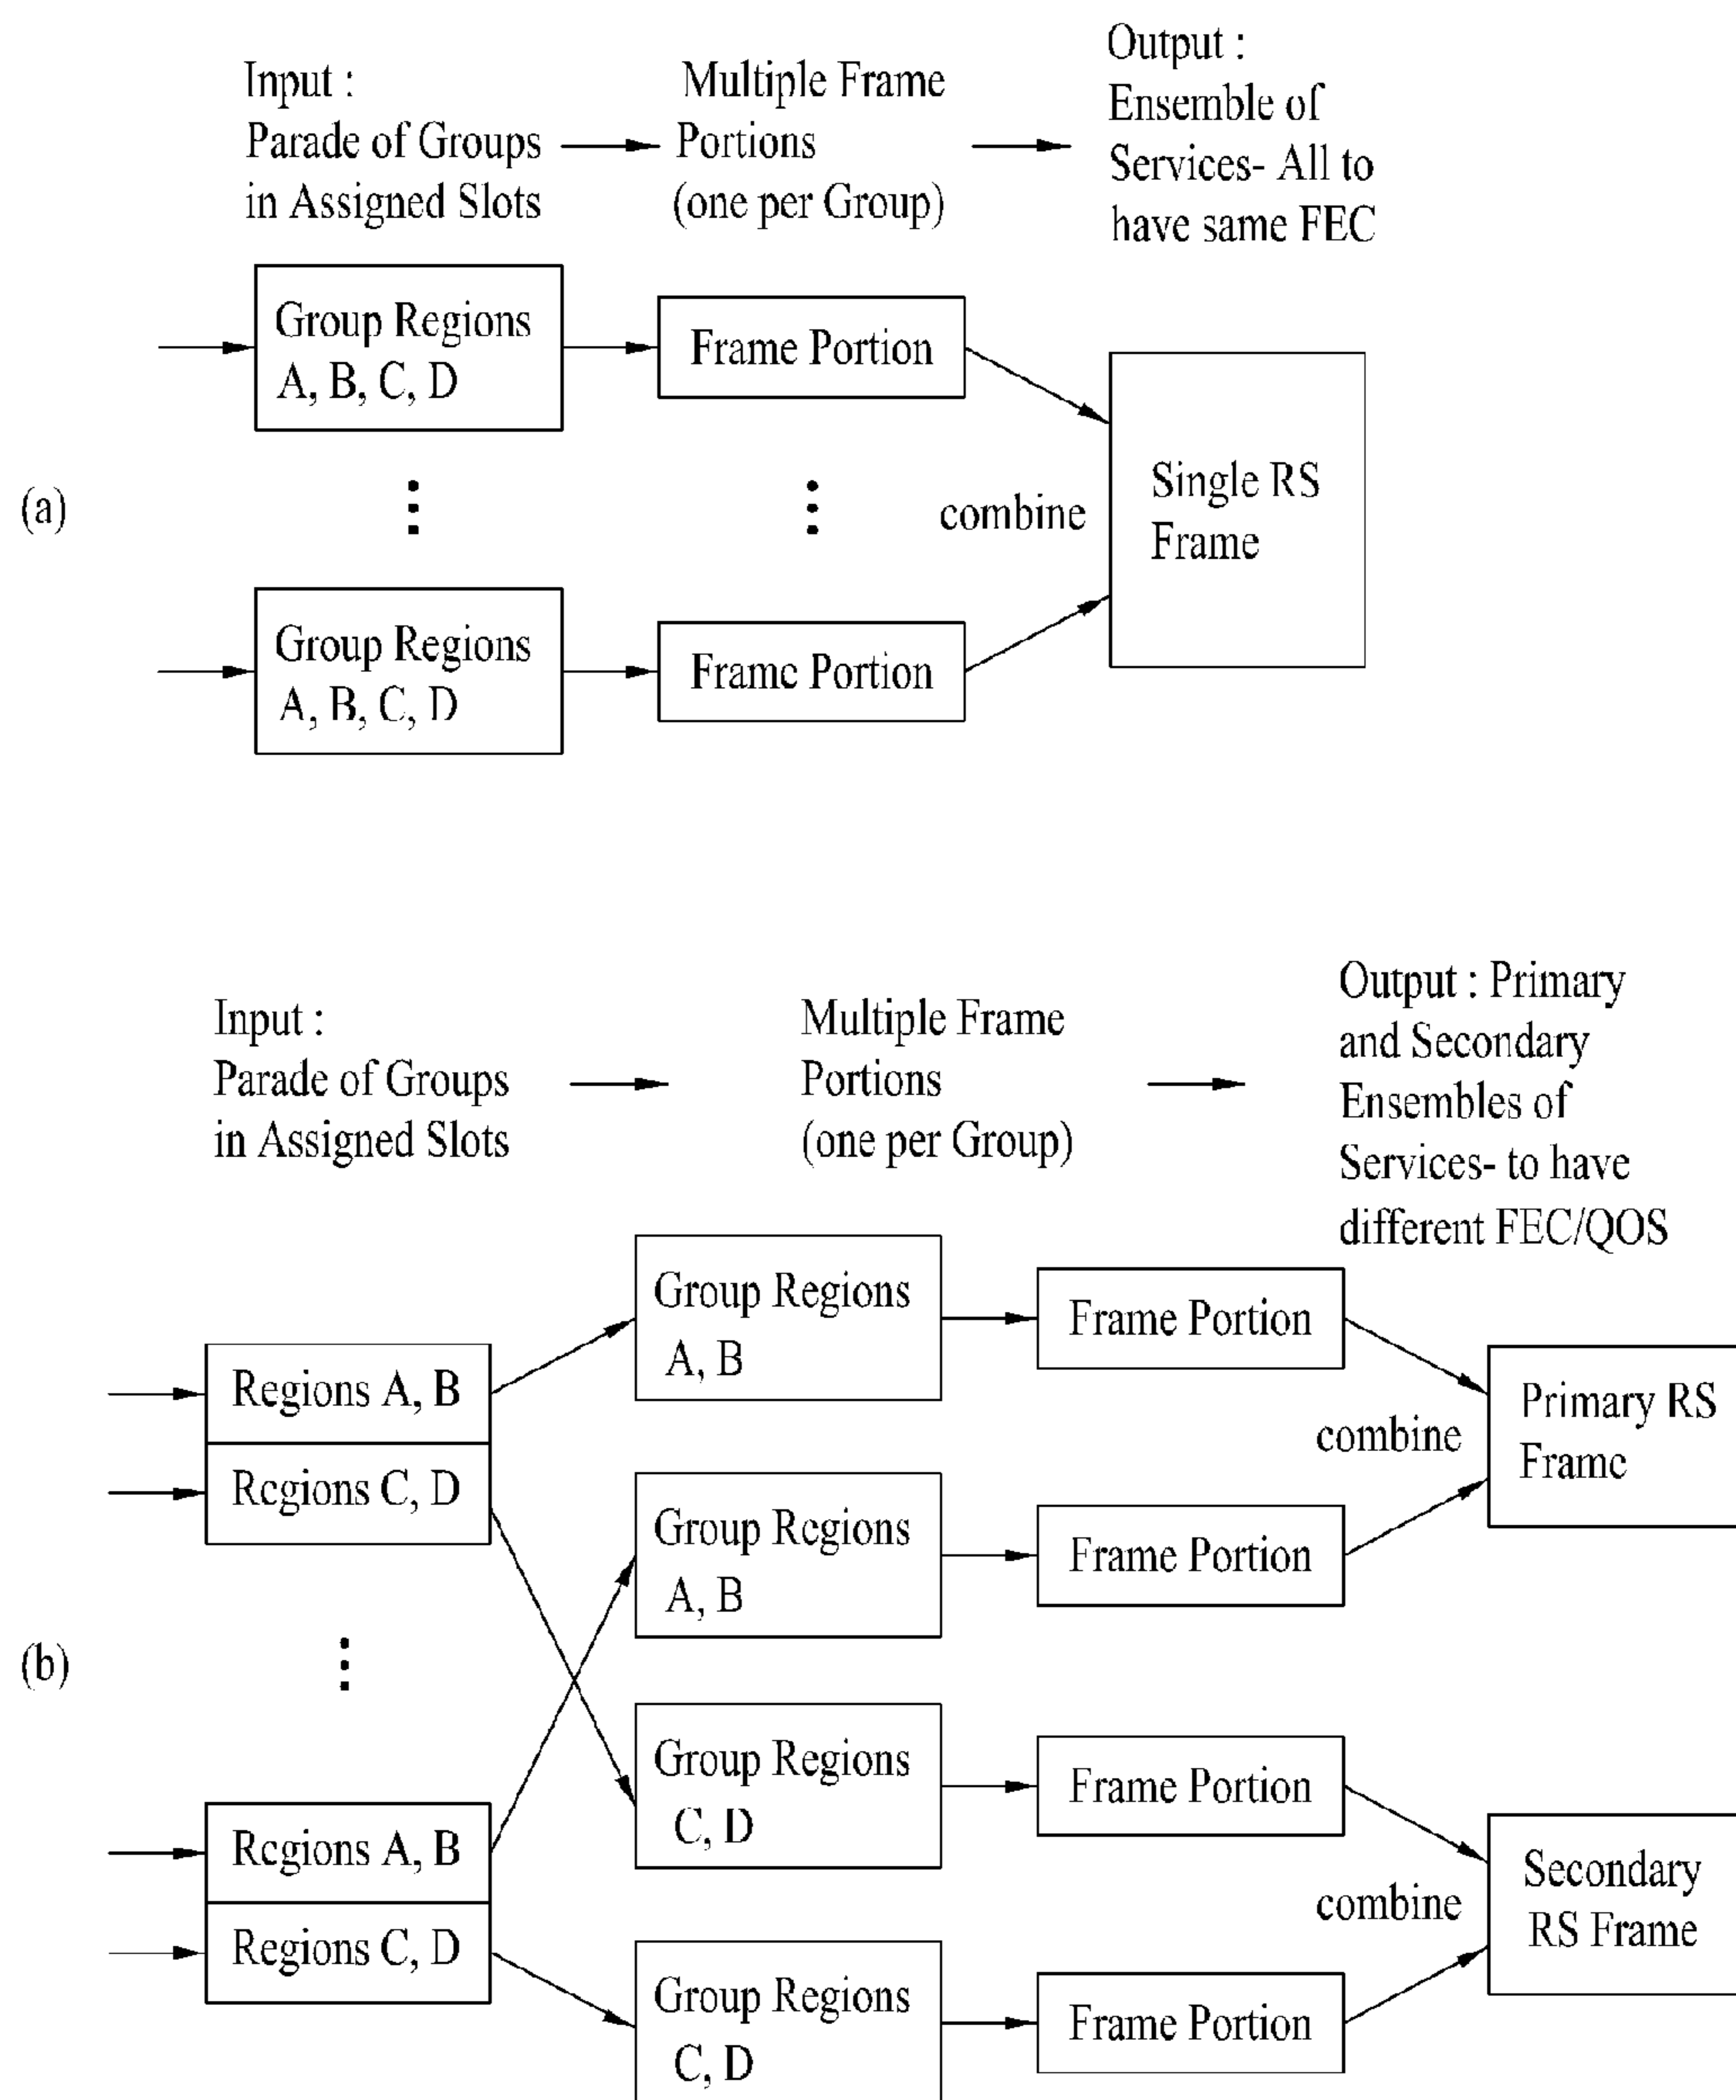 Input :
Parade of Groups
in Assigned Slots
Multiple Frame
Portions
(one per Group)
Output :
Ensemble of
Services- All to
have same FEC
Group Regions
A, B, C, D
Frame Portion
(a)
combine
Single RS
Frame
Group Regions
A, B, C, D
Frame Portion
Input :
Parade of Groups
in Assigned Slots
Multiple Frame
Portions
(one per Group)
Output : Primary
and Secondary
Ensembles of
Services- to have
different FEC/QOS
Group Regions
A, B
Frame Portion
Regions A, B
Regions C, D
combine
Primary RS
Frame
Group Regions
A, B
Frame Portion
(b)
Group Regions
C, D
Frame Portion
Regions A, B
Regions C, D
combine
Secondary
RS Frame
Group Regions
C, D
Frame Portion